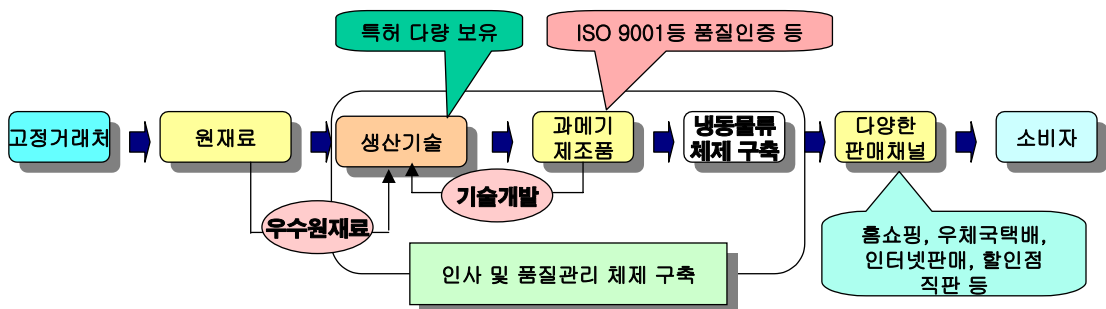 특허 다량 보유
ISO 9001등 품질인증 등
고정거래처
원재료
생산기술
과메기
제조품
냉동물류
체제 구축
다양한
판매채널
소비자
기술개발
우수원재료
홈쇼핑, 우체국택배,
인터넷판매, 할인점
직판 등
인사 및 품질관리 체제 구축